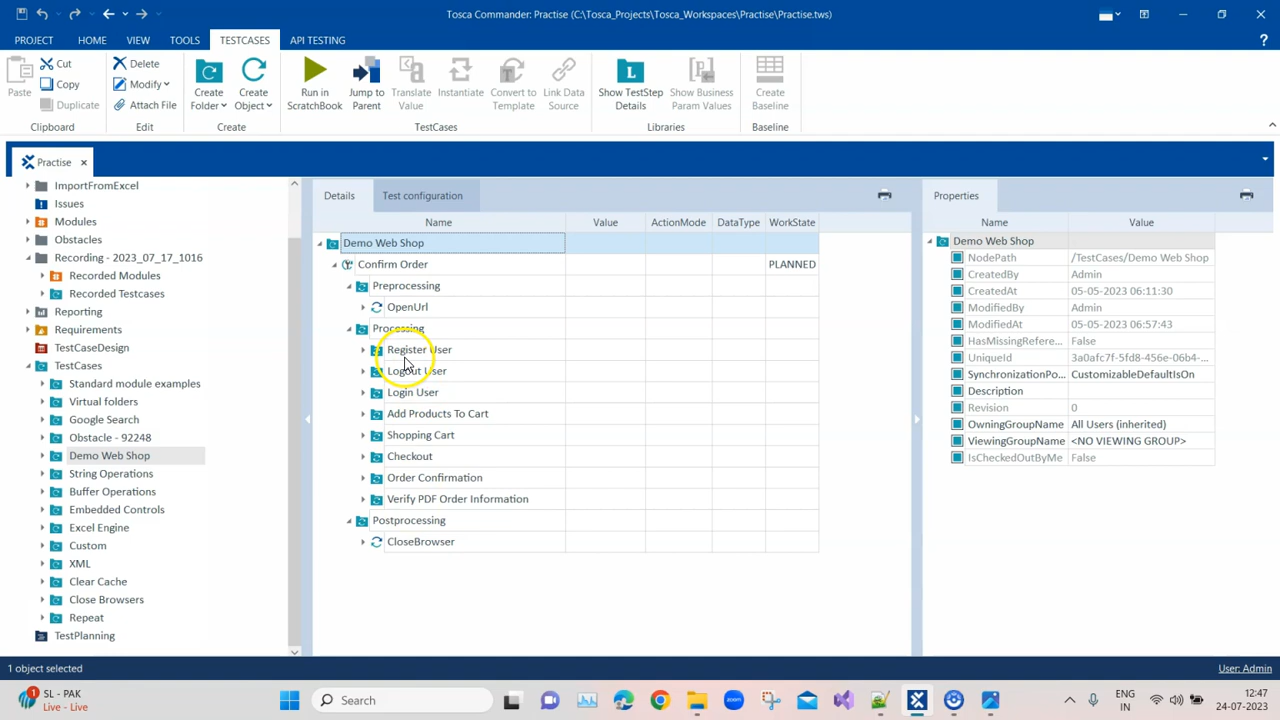 Tosca Commander: Practise (C:\Tosca_Projects\Tosca_Workspaces\Practise\Practise.tws)
PROJECT HOME VIEW TOOLS TESTCASES API TESTING ?
Paste Cut Copy Duplicate
Clipboard
Delete Modify Attach File
Edit
Create Folder Create Object
Create
Run in ScratchBook Jump to Parent Translate Value Instantiate Convert to Template Link Data Source
TestCases
Show TestStep Details Show Business Param Values
Libraries
Create Baseline
Baseline
Practise
ImportFromExcel
Issues
Modules
Obstacles
Recording - 2023_07_17_1016
Recorded Modules
Recorded Testcases
Reporting
Requirements
TestCaseDesign
TestCases
Standard module examples
Virtual folders
Google Search
Obstacle - 92248
Demo Web Shop
String Operations
Buffer Operations
Embedded Controls
Excel Engine
Custom
XML
Clear Cache
Close Browsers
Repeat
TestPlanning
Details Test configuration
Name Value ActionMode DataType WorkState
Demo Web Shop
Confirm Order PLANNED
Preprocessing
OpenUrl
Processing
Register User
Logout User
Login User
Add Products To Cart
Shopping Cart
Checkout
Order Confirmation
Verify PDF Order Information
Postprocessing
CloseBrowser
Properties
Name Value
Demo Web Shop
NodePath /TestCases/Demo Web Shop
CreatedBy Admin
CreatedAt 05-05-2023 06:11:30
ModifiedBy Admin
ModifiedAt 05-05-2023 06:57:43
HasMissingRefere... False
UniqueId 3a0afc7f-5fd8-456e-06b4-...
SynchronizationPo... CustomizableDefaultIsOn
Description
Revision 0
OwningGroupName All Users (inherited)
ViewingGroupName <NO VIEWING GROUP>
IsCheckedOutByMe False
1 object selected User: Admin
1 SL - PAK
Live - Live
Search
ENG
IN
12:47
24-07-2023